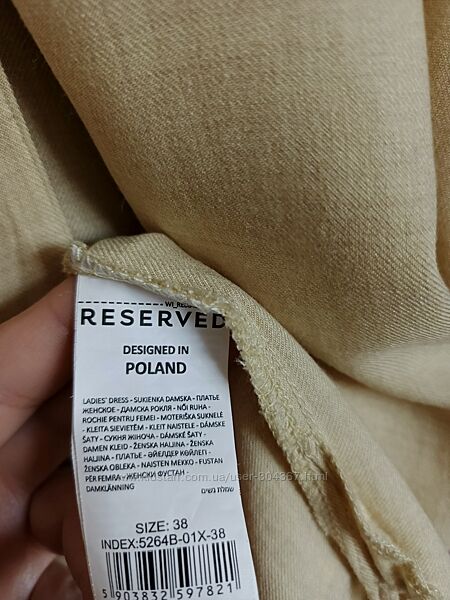 RESERVED
DESIGNED IN
POLAND
LADIES` DRESS - SUKIENKA DAMSKA - ПЛАТЬЕ
ЖЕНСКОЕ - ДАМСКА РОКЛЯ - NŐI RUHA -
ROCHIE PENTRU FEMEI - MOTERIŠKA SUKNELĖ
- KLEITA SIEVIETĒM - KLEIT NAISTELE - DÁMSKE
ŠATY - СУКНЯ ЖІНОЧА - DÁMSKÉ ŠATY -
DAMEN KLEID - ŽENSKA HALJINA - ŽENSKA
HALJINA - ПЛАТЬЕ - ӘЙЕЛДЕР КӨЙЛЕГІ -
ŽENSKA OBLEKA - NAISTEN MEKKO - FUSTAN
PËR FEMRA - ЖЕНСКИ ФУСТАН -
DAMKLÄNNING
שמלות נשים
SIZE: 38
INDEX:5264B-01X-38
5 903832 597821